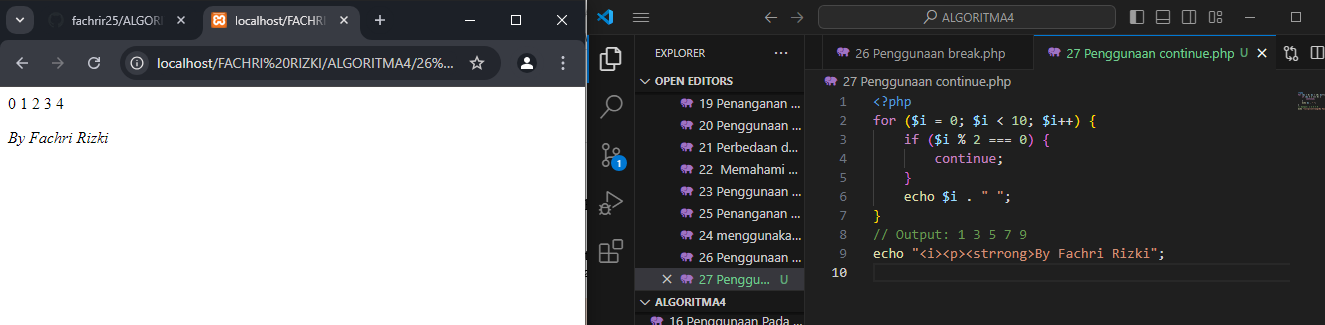 fachrir25/ALGORI
localhost/FACHRI
localhost/FACHRI%20RIZKI/ALGORITMA4/26%...
0 1 2 3 4
By Fachri Rizki
ALGORITMA4
EXPLORER
OPEN EDITORS
19 Penanganan ...
20 Penggunaan ...
21 Perbedaan d...
22  Memahami ...
23 Penggunaan ...
25 Penanganan ...
24 menggunaka...
26 Penggunaan ...
27 Penggu... U
ALGORITMA4
16 Penggunaan Pada ...
1
26 Penggunaan break.php
27 Penggunaan continue.php U
27 Penggunaan continue.php
1 <?php
2 for ($i = 0; $i < 10; $i++) {
3     if ($i % 2 === 0) {
4         continue;
5     }
6     echo $i . " ";
7 }
8 // Output: 1 3 5 7 9
9 echo "<i><p><strrong>By Fachri Rizki";
10